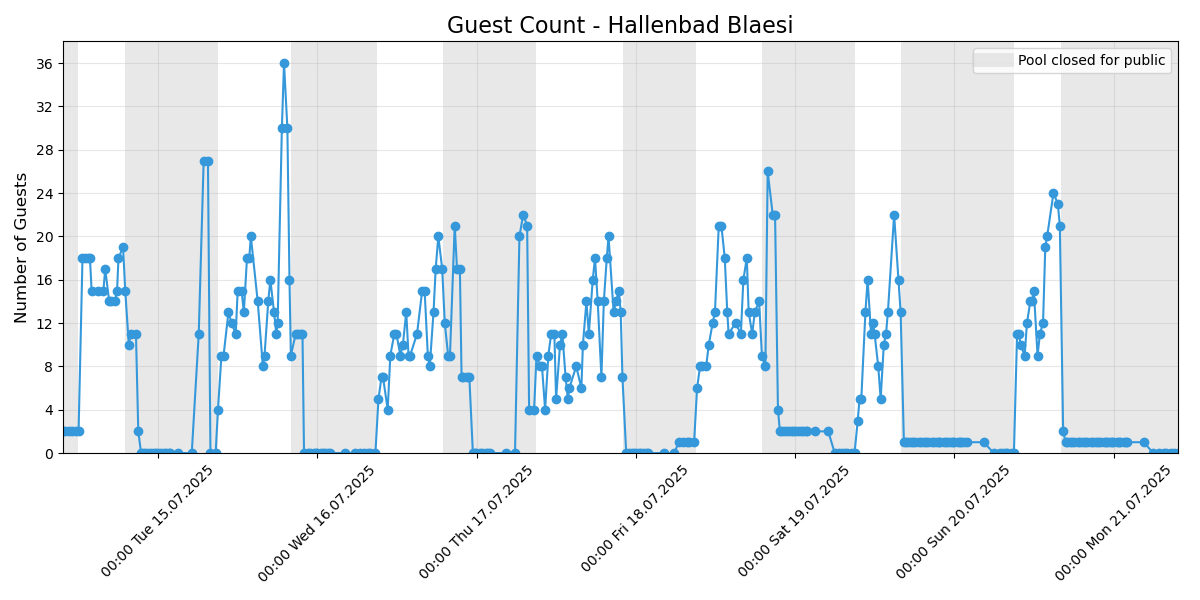 Guest Count - Hallenbad Blaesi
Pool closed for public
Number of Guests
36
32
28
24
20
16
12
8
4
0
00:00 Tue 15.07.2025
00:00 Wed 16.07.2025
00:00 Thu 17.07.2025
00:00 Fri 18.07.2025
00:00 Sat 19.07.2025
00:00 Sun 20.07.2025
00:00 Mon 21.07.2025